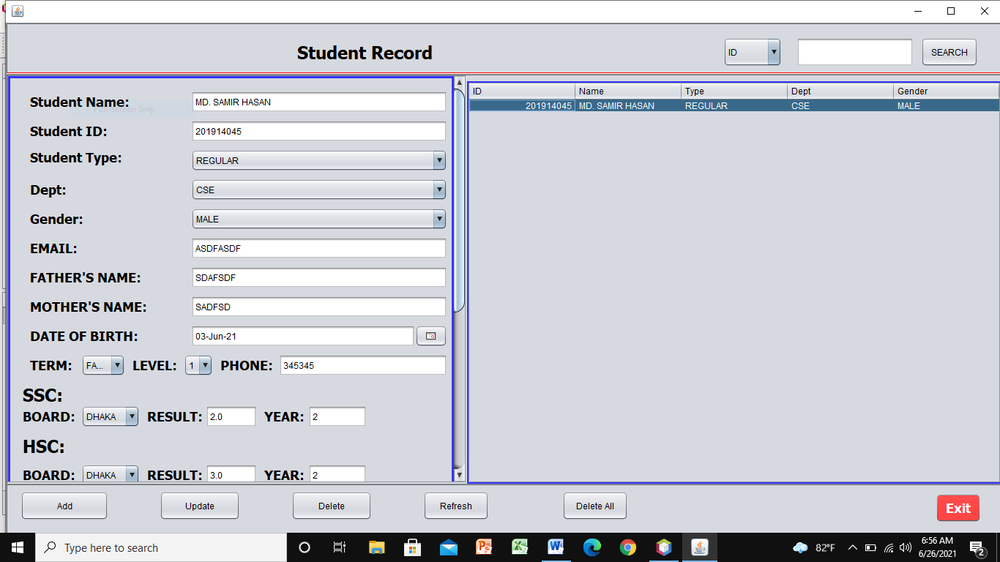 Student Record
ID SEARCH
Student Name: MD. SAMIR HASAN
Full-screen Snip
Student ID: 201914045
Student Type: REGULAR
Dept: CSE
Gender: MALE
EMAIL: ASDFASDF
FATHER'S NAME: SDAFSDF
MOTHER'S NAME: SADFSD
DATE OF BIRTH: 03-Jun-21
TERM: FA... LEVEL: 1 PHONE: 345345
SSC:
BOARD: DHAKA RESULT: 2.0 YEAR: 2
HSC:
BOARD: DHAKA RESULT: 3.0 YEAR: 2
ID Name Type Dept Gender
201914045 MD. SAMIR HASAN REGULAR CSE MALE
Add Update Delete Refresh Delete All Exit
Type here to search
82°F
6:56 AM
6/26/2021
2